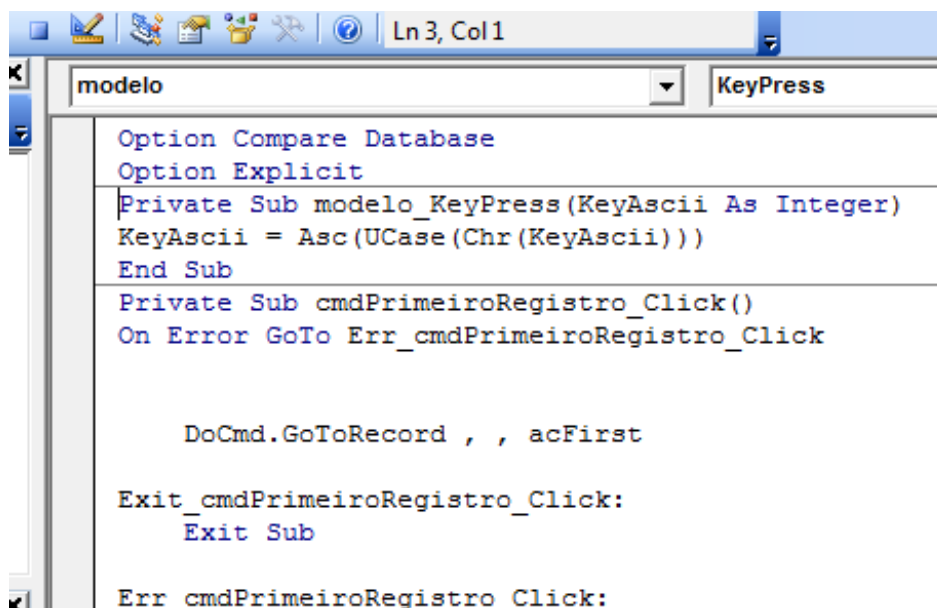 Ln 3, Col 1
modelo
KeyPress
Option Compare Database
Option Explicit
Private Sub modelo_KeyPress(KeyAscii As Integer)
KeyAscii = Asc(UCase(Chr(KeyAscii)))
End Sub
Private Sub cmdPrimeiroRegistro_Click()
On Error GoTo Err_cmdPrimeiroRegistro_Click
DoCmd.GoToRecord , , acFirst
Exit_cmdPrimeiroRegistro_Click:
Exit Sub
Err_cmdPrimeiroRegistro_Click: